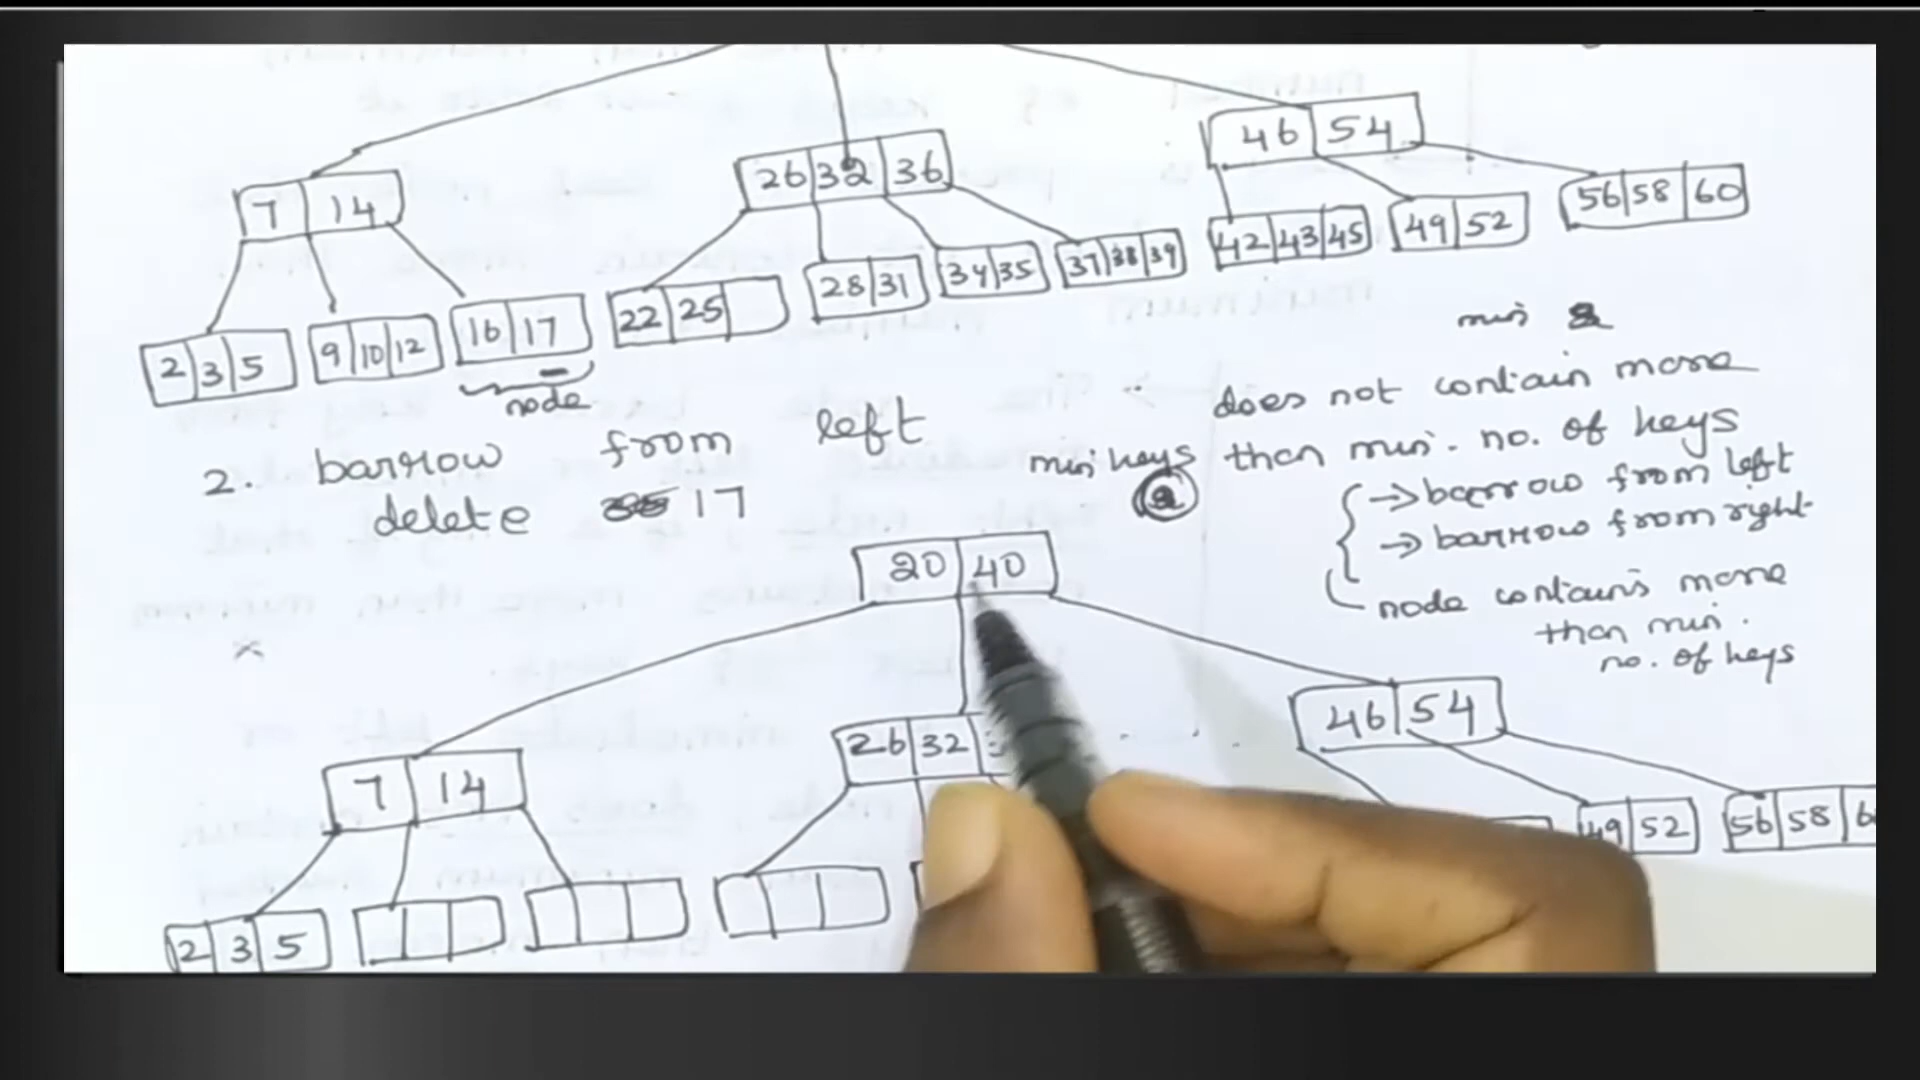 46 54
26 32 36
7 14
56 58 60
42 43 45 49 52
37 38 39
34 35
28 31
22 25
16 17
9 10 12
2 3 5
min
node
does not contain more
min keys than min. no. of keys
2. barrow from left
→ barrow from left
delete 17
→ barrow from right
20 40
node contains more
than min.
no. of keys
x
46 54
26 32
7 14
49 52
56 58
2 3 5